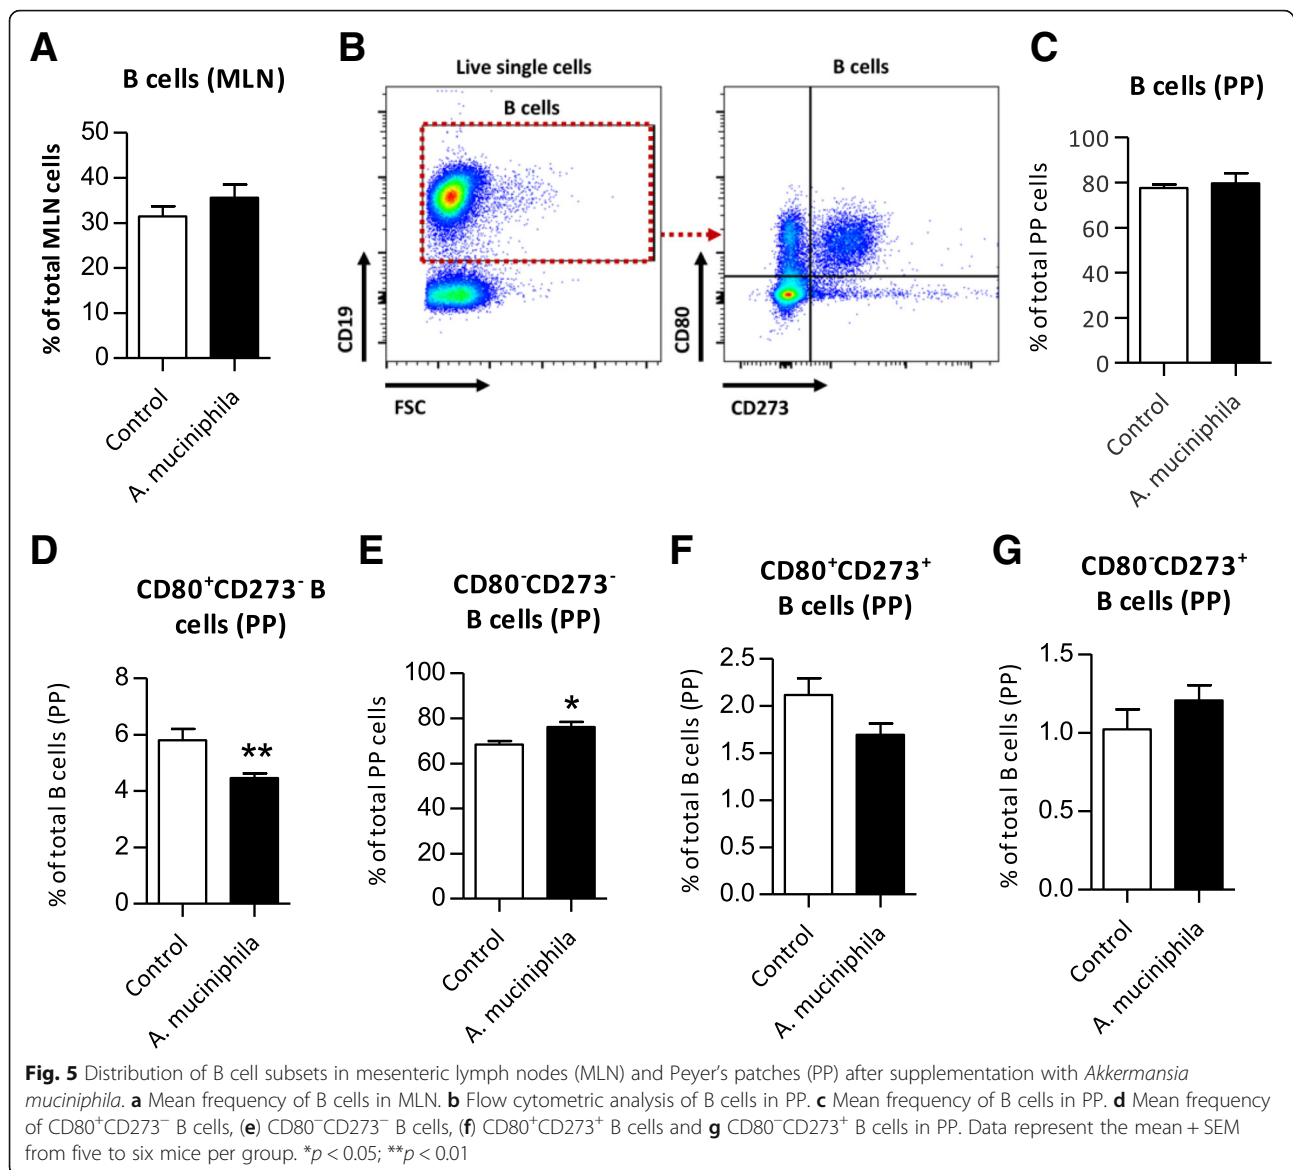 A
B cells (MLN)
% of total MLN cells
50
40
30
20
10
0
Control
A. muciniphila
B
Live single cells
B cells
CD19
FSC
B cells
CD80
CD273
C
B cells (PP)
% of total PP cells
100
80
60
40
20
0
Control
A. muciniphila
D
CD80⁺CD273⁻ B
cells (PP)
% of total B cells (PP)
8
6
4
2
0
**
Control
A. muciniphila
E
CD80⁻CD273⁻
B cells (PP)
% of total PP cells
100
80
60
40
20
0
*
Control
A. muciniphila
F
CD80⁺CD273⁺
B cells (PP)
% of total B cells (PP)
2.5
2.0
1.5
1.0
0.5
0.0
Control
A. muciniphila
G
CD80⁻CD273⁺
B cells (PP)
% of total B cells (PP)
1.5
1.0
0.5
0.0
Control
A. muciniphila
Fig. 5 Distribution of B cell subsets in mesenteric lymph nodes (MLN) and Peyer's patches (PP) after supplementation with Akkermansia
muciniphila. a Mean frequency of B cells in MLN. b Flow cytometric analysis of B cells in PP. c Mean frequency of B cells in PP. d Mean frequency
of CD80⁺CD273⁻ B cells, (e) CD80⁻CD273⁻ B cells, (f) CD80⁺CD273⁺ B cells and g CD80⁻CD273⁺ B cells in PP. Data represent the mean + SEM
from five to six mice per group. *p < 0.05; **p < 0.01